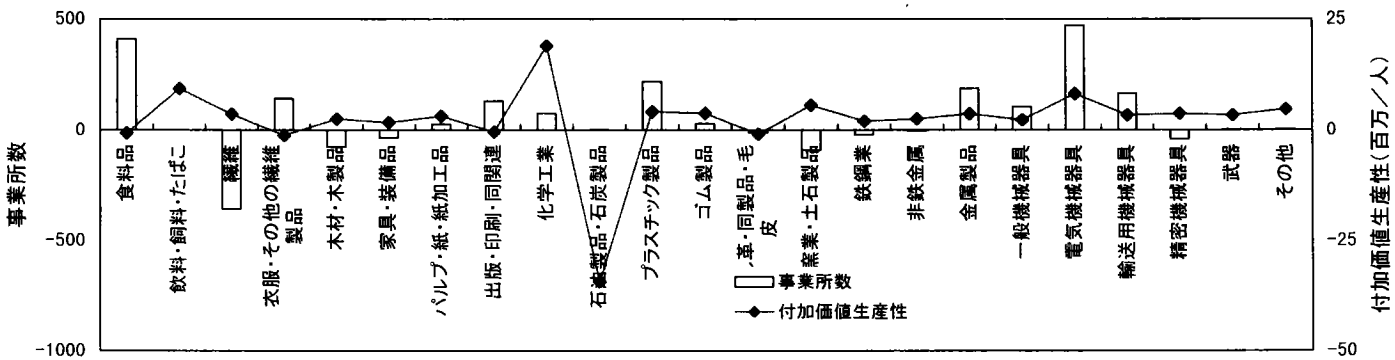 500
0
-500
-1000
事業所数
25
0
-25
-50
付加価値生産性(百万/人)
食料品
飲料・飼料・たばこ
繊維
衣服・その他の繊維
製品
木材・木製品
家具・装備品
パルプ・紙・紙加工品
出版・印刷・同関連
化学工業
石油製品・石炭製品
プラスチック製品
ゴム製品
革・同製品・毛
皮
窯業・土石製品
鉄鋼業
非鉄金属
金属製品
一般機械器具
電気機械器具
輸送用機械器具
精密機械器具
武器
その他
事業所数
付加価値生産性